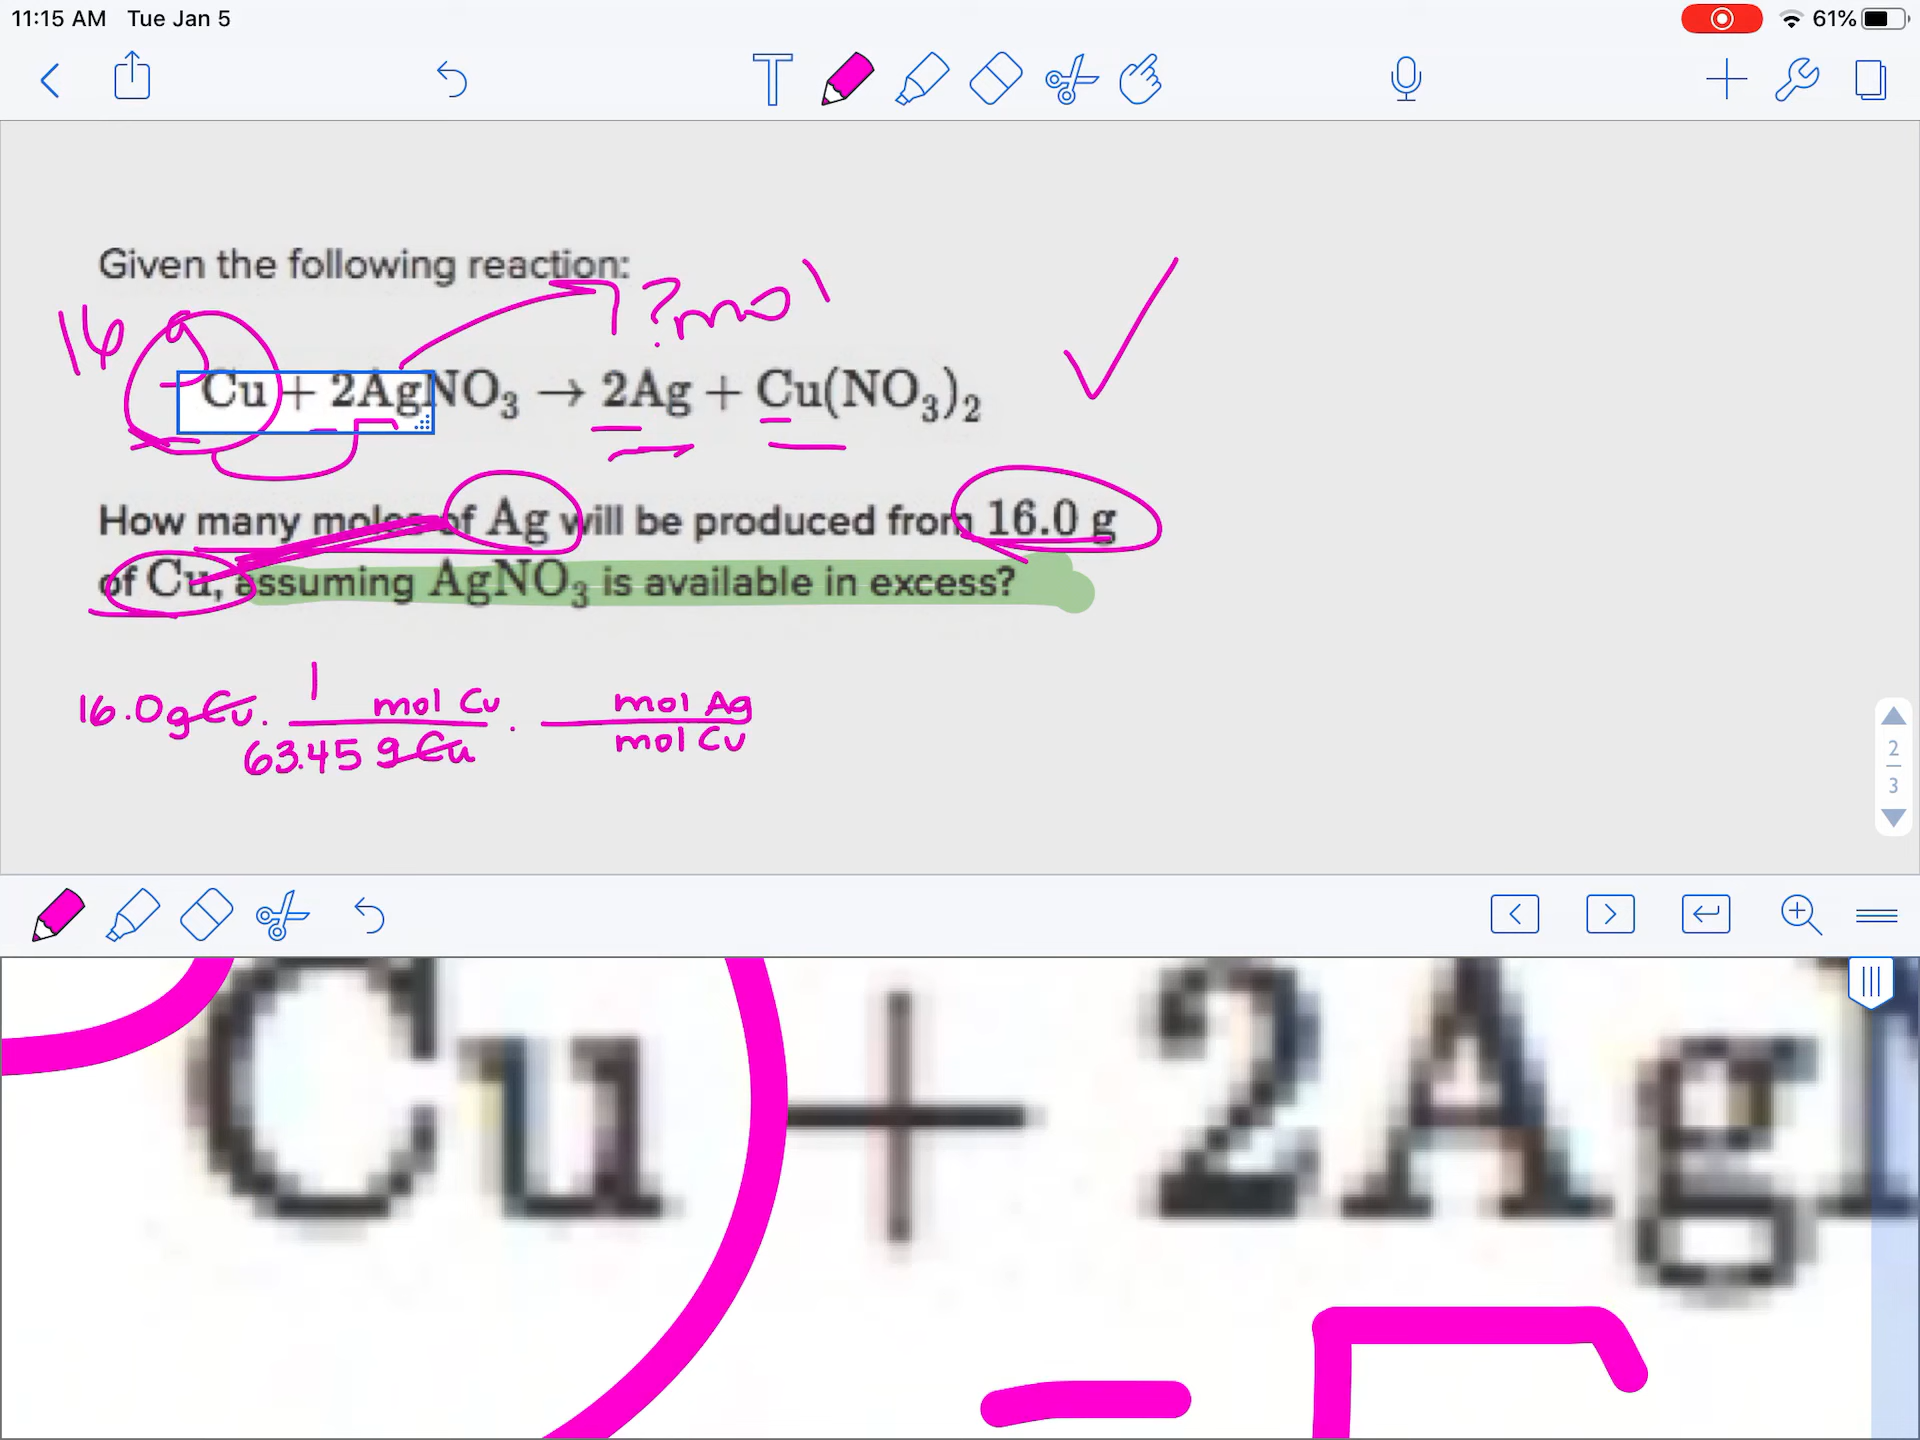 11:15 AM Tue Jan 5
61%
T
Given the following reaction:
?mol
16 g
Cu + 2AgNO₃ → 2Ag + Cu(NO₃)₂
How many moles of Ag will be produced from 16.0 g
of Cu, assuming AgNO₃ is available in excess?
16.0g Cu · 1 mol Cu · mol Ag
63.45 g Cu mol Cu
2
3
Cu + 2Ag